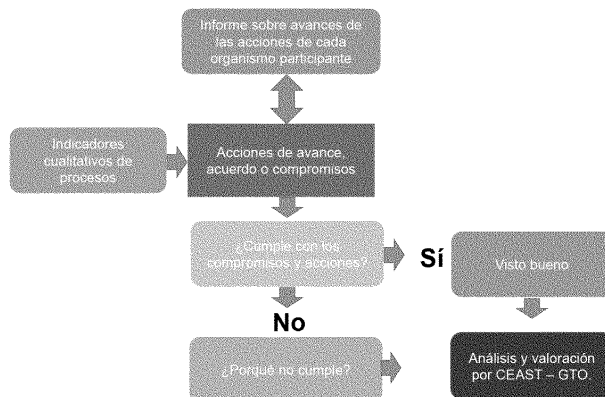 Informe sobre avances de
las acciones de cada
organismo participante
Indicadores
cualitativos de
procesos
Acciones de avance,
acuerdo o compromisos
¿Cumple con los
compromisos y acciones?
Sí
Visto bueno
No
¿Porqué no cumple?
Análisis y valoración
por CEAST – GTO.